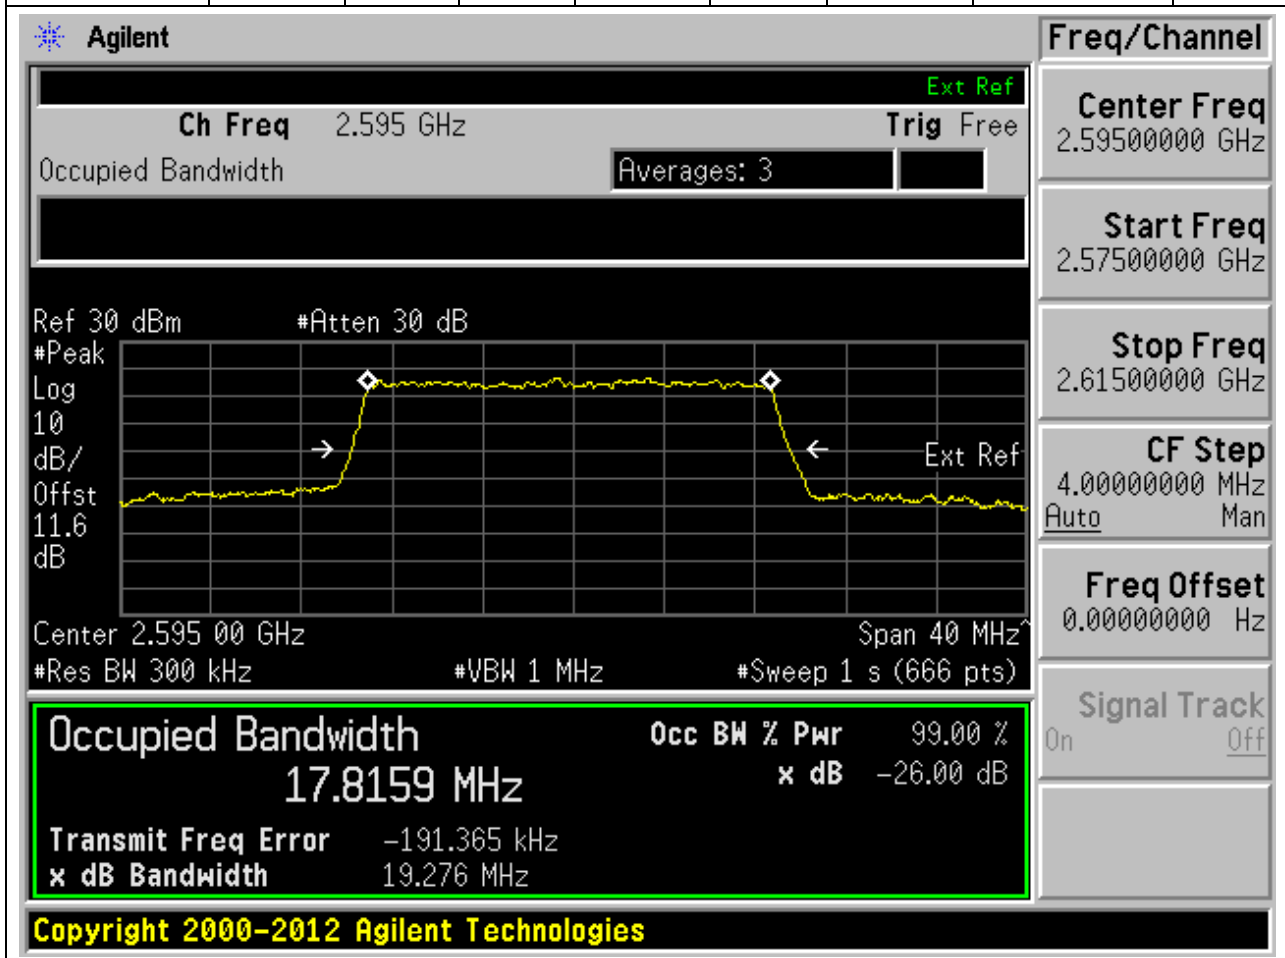 Agilent
Freq/Channel
Ext Ref
Ch Freq 2.595 GHz Trig Free
Occupied Bandwidth Averages: 3
Center Freq
2.59500000 GHz
Start Freq
2.57500000 GHz
Stop Freq
2.61500000 GHz
CF Step
4.00000000 MHz
Auto Man
Freq Offset
0.00000000 Hz
Signal Track
On Off
Ref 30 dBm #Atten 30 dB
#Peak
Log
10
dB/
Offst
11.6
dB
Ext Ref
Center 2.595 00 GHz Span 40 MHz^
#Res BW 300 kHz #VBW 1 MHz #Sweep 1 s (666 pts)
Occupied Bandwidth Occ BW % Pwr 99.00 %
17.8159 MHz x dB -26.00 dB
Transmit Freq Error -191.365 kHz
x dB Bandwidth 19.276 MHz
Copyright 2000-2012 Agilent Technologies